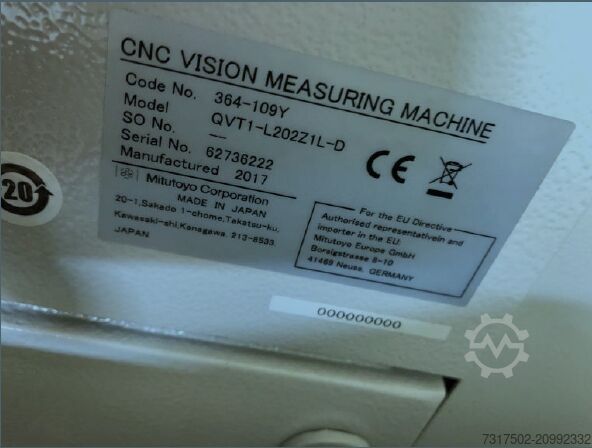 CNC VISION MEASURING MACHINE
Code No. 364-109Y
Model QVT1-L202Z1L-D
SO No. ---
Serial No. 62736222
Manufactured 2017
Mitutoyo Corporation
MADE IN JAPAN
20-1,Sakado 1-chome,Takatsu-ku,
Kawasaki-shi,Kanagawa, 213-8533,
JAPAN
CE
For the EU Directive
Authorised representativein and
importer in the EU:
Mitutoyo Europe GmbH
Borsigstrasse 8-10
41469 Neuss, GERMANY
20
000000000
7317502-20992332